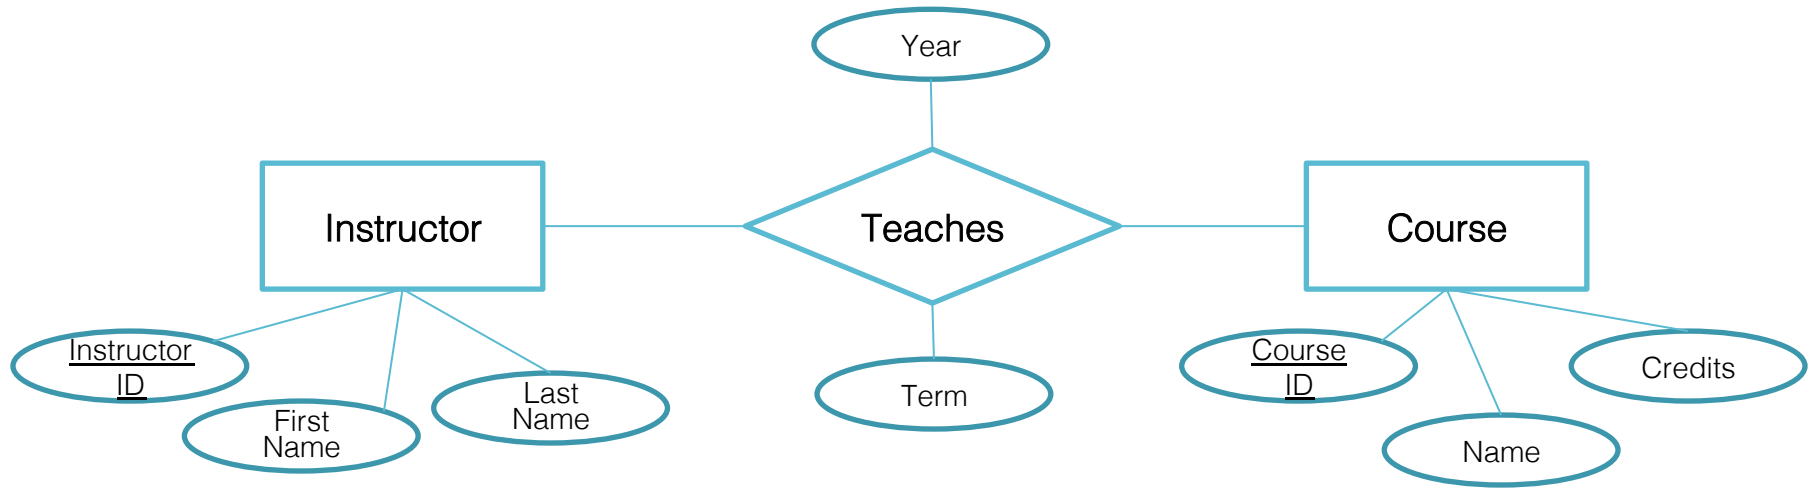 Year
Instructor
Teaches
Course
Instructor
ID
First
Name
Last
Name
Term
Course
ID
Name
Credits